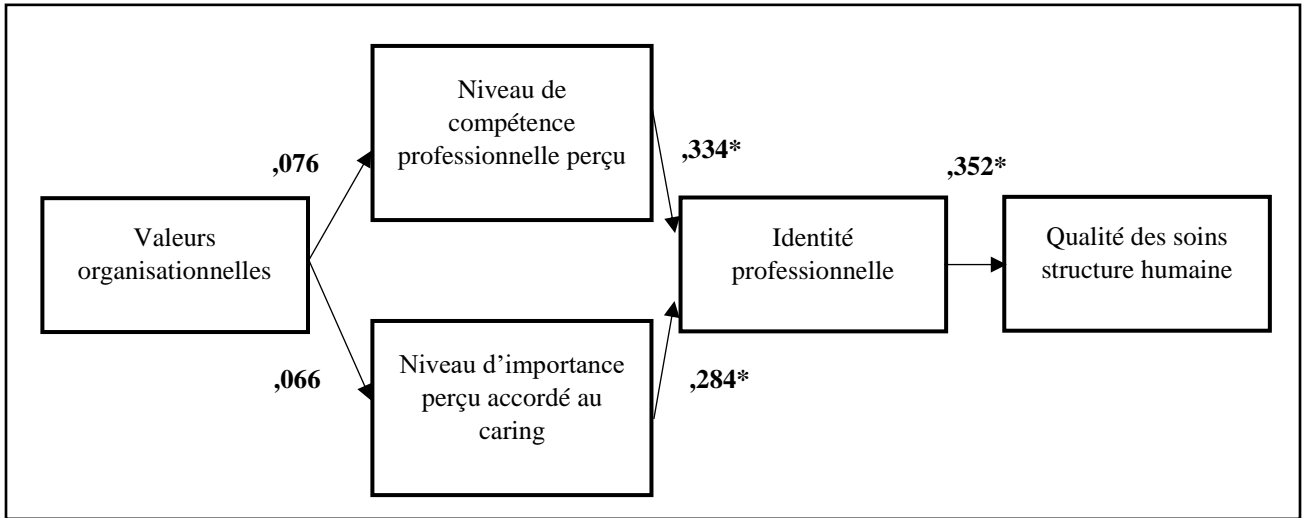 Valeurs
organisationnelles
,076
,066
Niveau de
compétence
professionnelle perçu
Niveau d'importance
perçu accordé au
caring
,334*
,284*
Identité
professionnelle
,352*
Qualité des soins
structure humaine